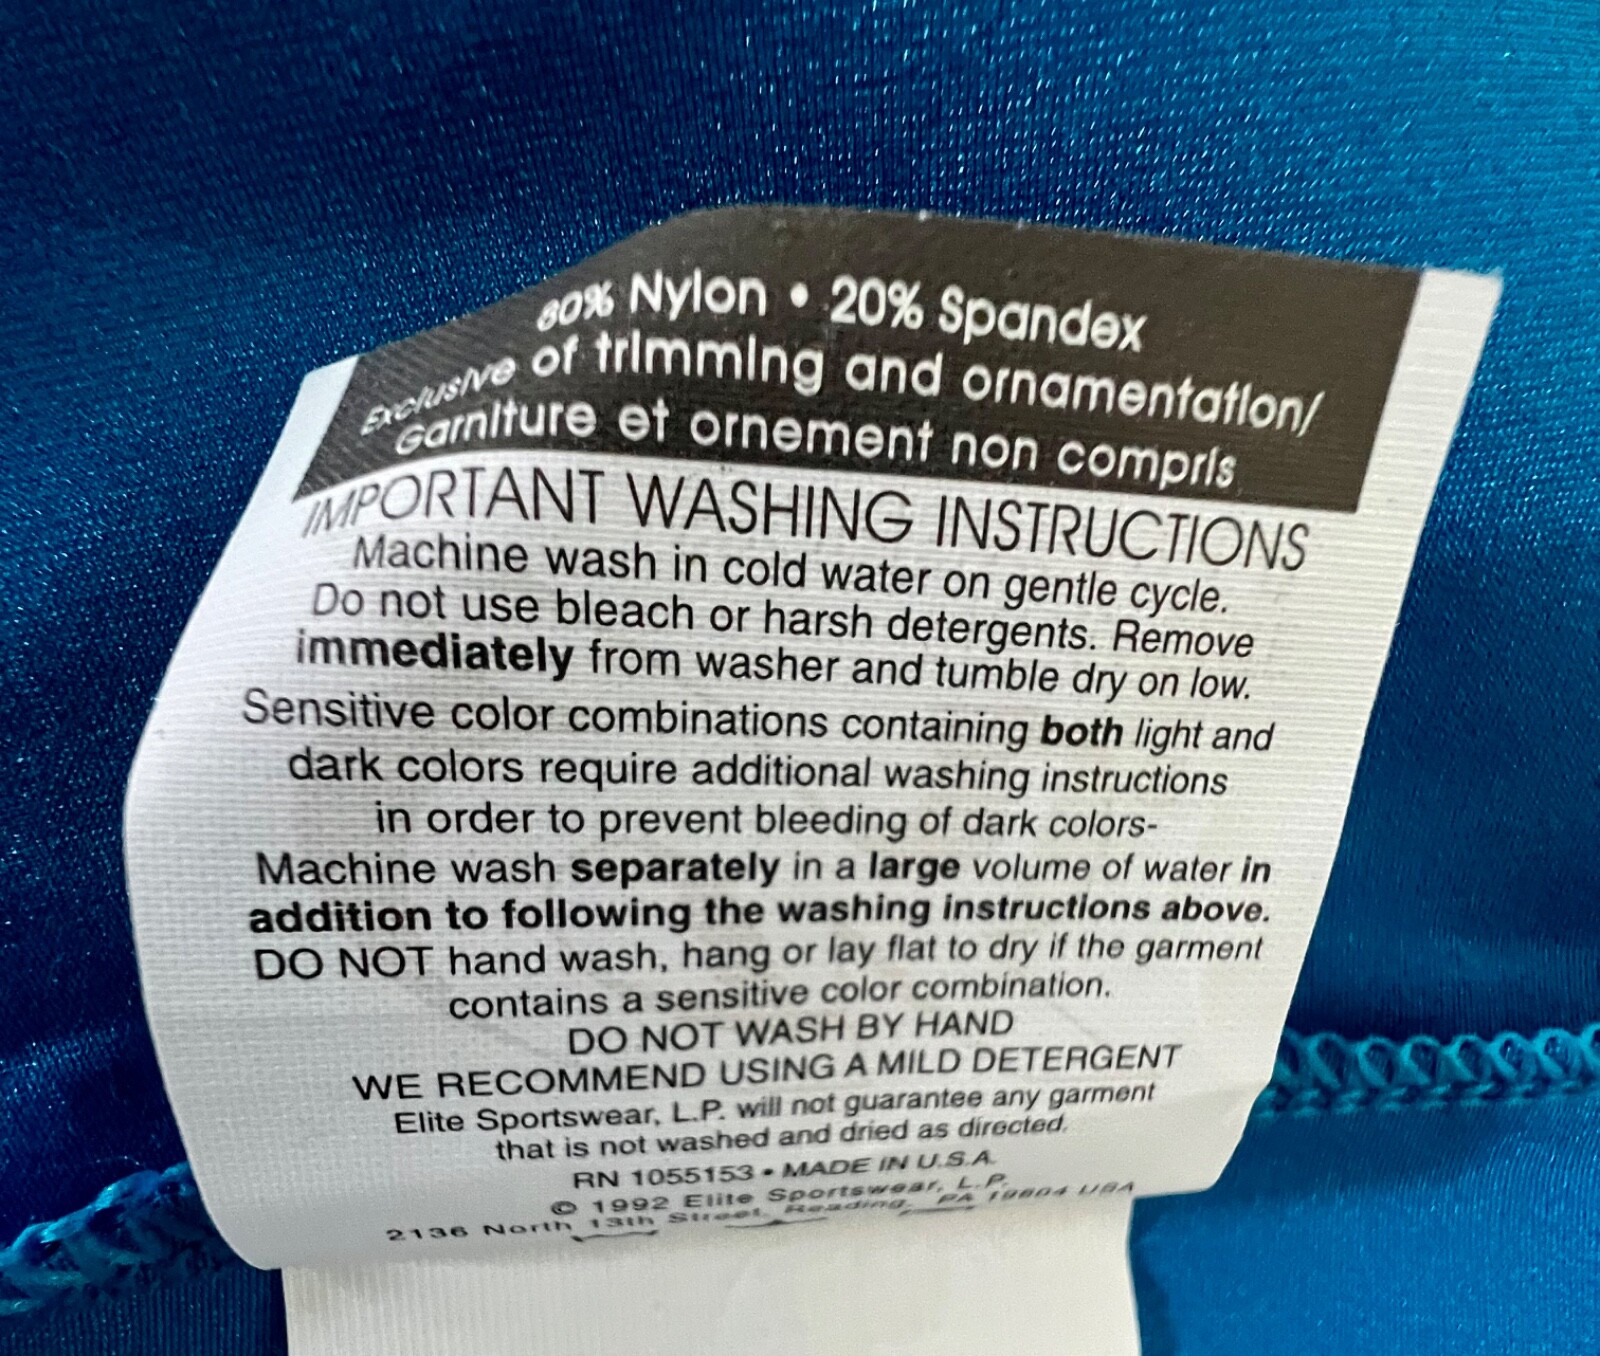 80% Nylon • 20% Spandex
Exclusive of trimming and ornamentation/
Garniture et ornement non compris
IMPORTANT WASHING INSTRUCTIONS
Machine wash in cold water on gentle cycle.
Do not use bleach or harsh detergents. Remove
immediately from washer and tumble dry on low.
Sensitive color combinations containing both light and
dark colors require additional washing instructions
in order to prevent bleeding of dark colors-
Machine wash separately in a large volume of water in
addition to following the washing instructions above.
DO NOT hand wash, hang or lay flat to dry if the garment
contains a sensitive color combination.
DO NOT WASH BY HAND
WE RECOMMEND USING A MILD DETERGENT
Elite Sportswear, L.P. will not guarantee any garment
that is not washed and dried as directed.
RN 1055153 • MADE IN U.S.A.
© 1992 Elite Sportswear, L.P.
2136 North 13th Street, Reading, PA 19604 USA